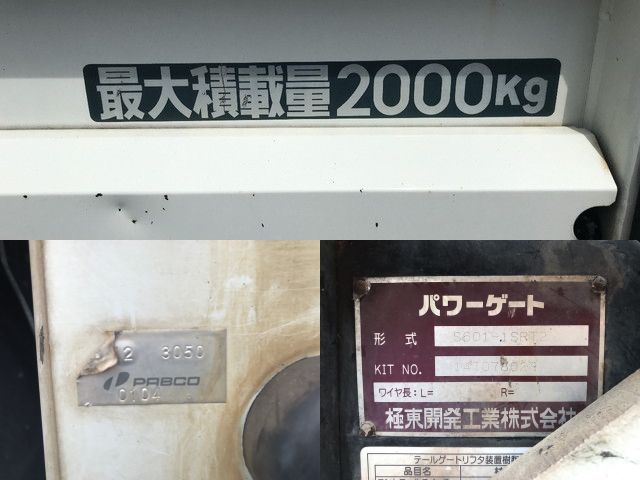 最大積載量2000Kg
2 3050
PABCO
0104
パワーゲート
形 式 S601-1SRT2
KIT NO.
ワイヤ長:L= R=
極東開発工業株式会社
テールゲートリフタ装置
品目名